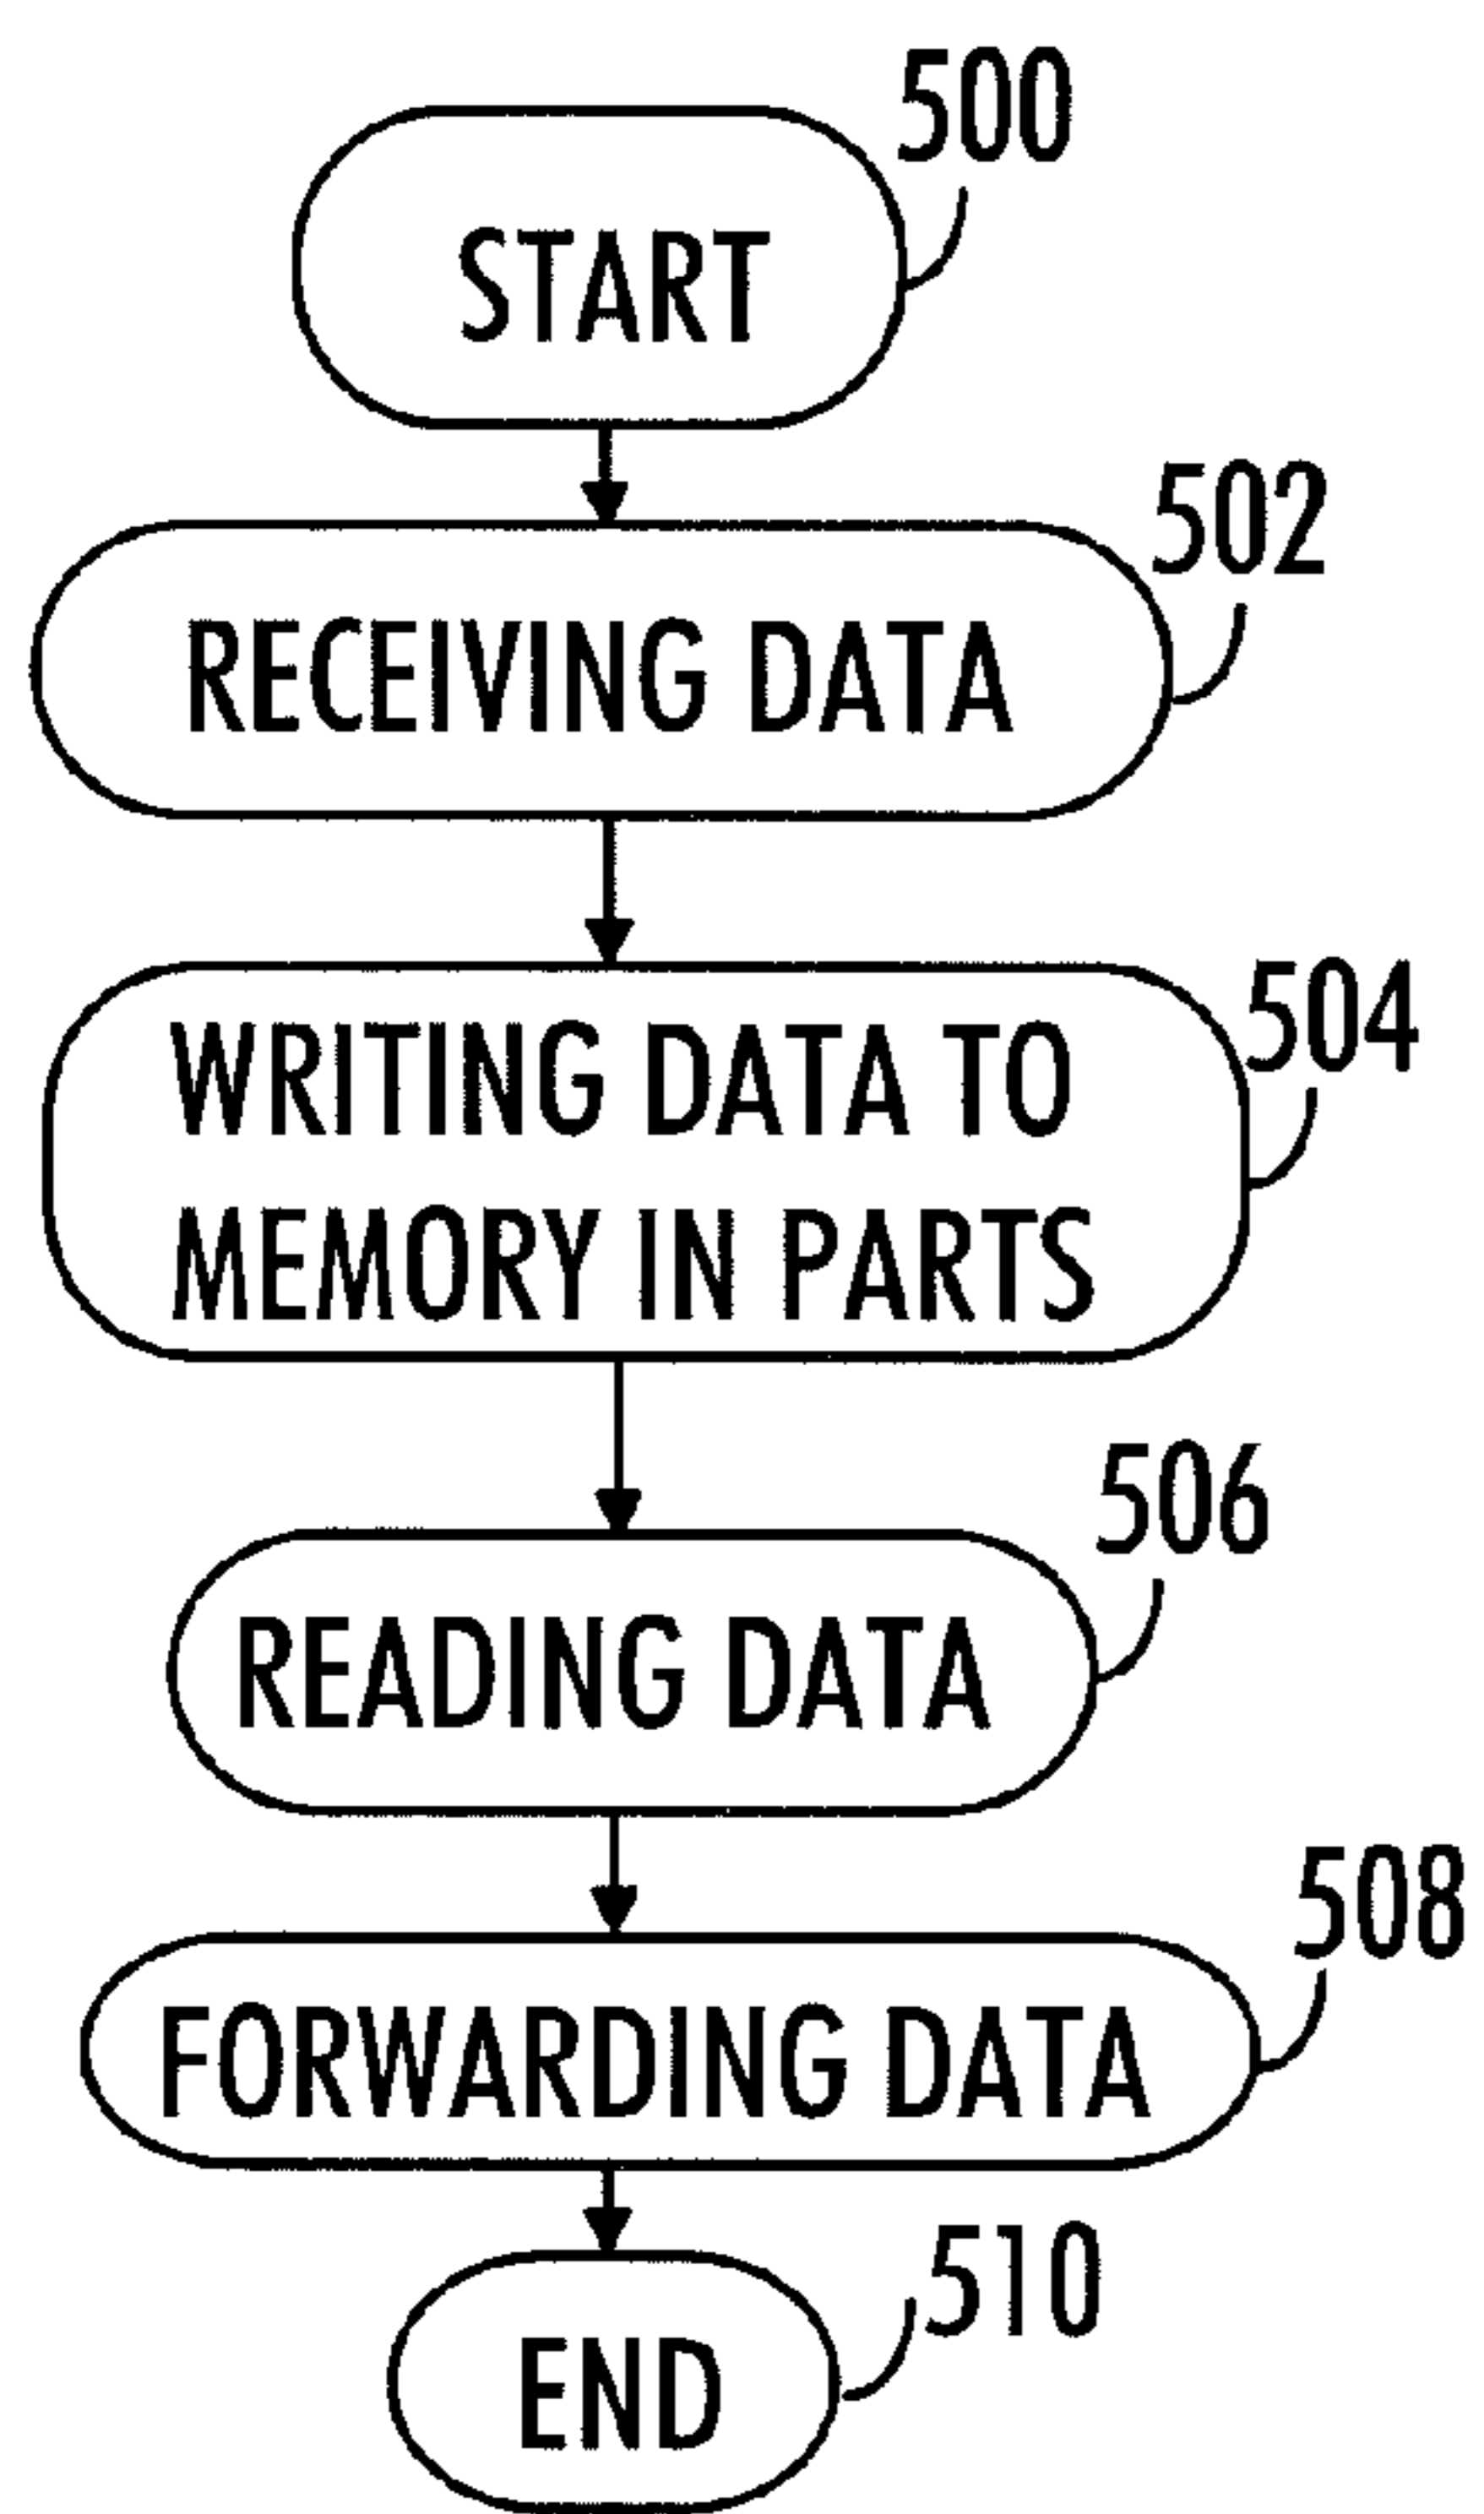 500
START
502
RECEIVING DATA
504
WRITING DATA TO
MEMORY IN PARTS
506
READING DATA
508
FORWARDING DATA
510
END